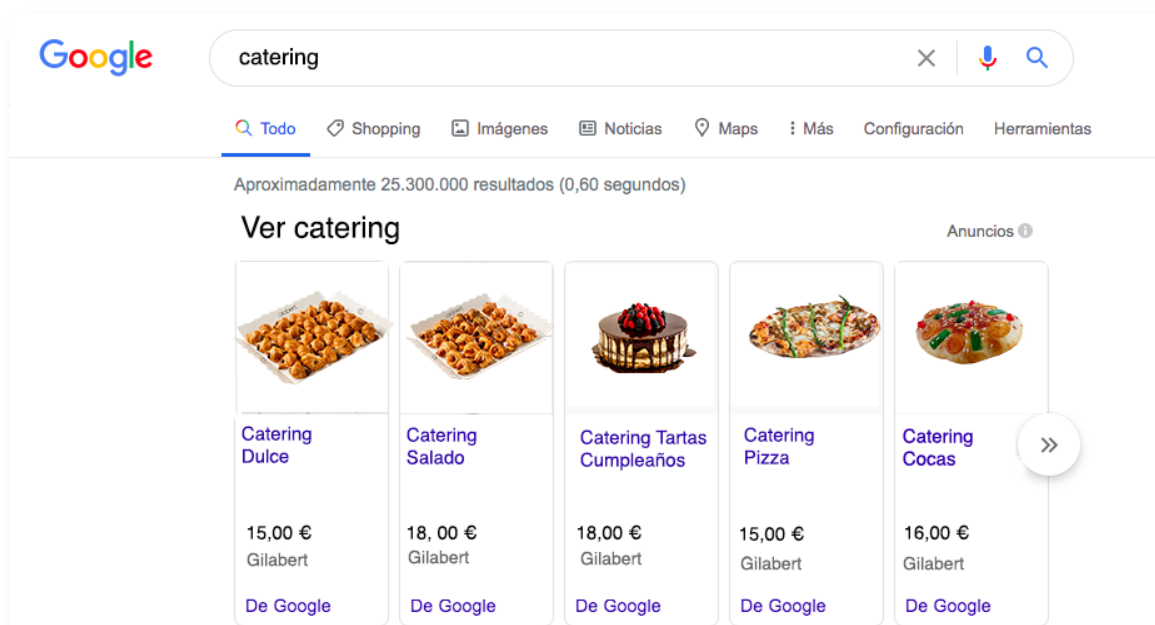 Google
catering
Todo Shopping Imágenes Noticias Maps Más Configuración Herramientas
Aproximadamente 25.300.000 resultados (0,60 segundos)
Ver catering
Anuncios
Catering
Dulce
15,00 €
Gilabert
De Google
Catering
Salado
18, 00 €
Gilabert
De Google
Catering Tartas
Cumpleaños
18,00 €
Gilabert
De Google
Catering
Pizza
15,00 €
Gilabert
De Google
Catering
Cocas
16,00 €
Gilabert
De Google